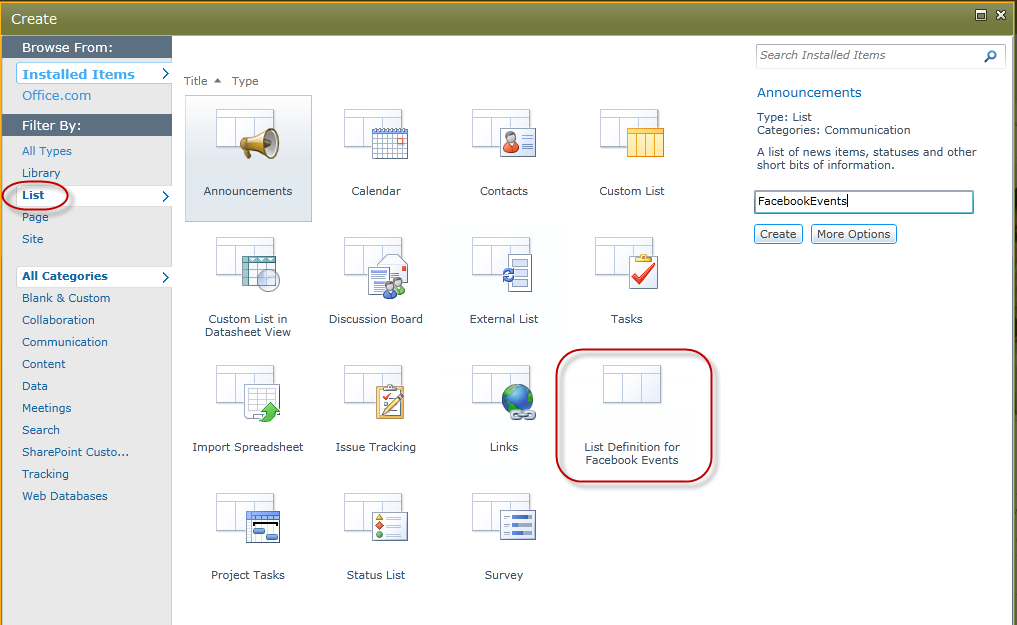 Create
Browse From:
Installed Items
Office.com
Filter By:
All Types
Library
List
Page
Site
All Categories
Blank & Custom
Collaboration
Communication
Content
Data
Meetings
Search
SharePoint Custo...
Tracking
Web Databases
Title Type
Announcements
Calendar
Contacts
Custom List
Custom List in
Datasheet View
Discussion Board
External List
Tasks
Import Spreadsheet
Issue Tracking
Links
List Definition for
Facebook Events
Project Tasks
Status List
Survey
Search Installed Items
Announcements
Type: List
Categories: Communication
A list of news items, statuses and other
short bits of information.
FacebookEvents
Create More Options